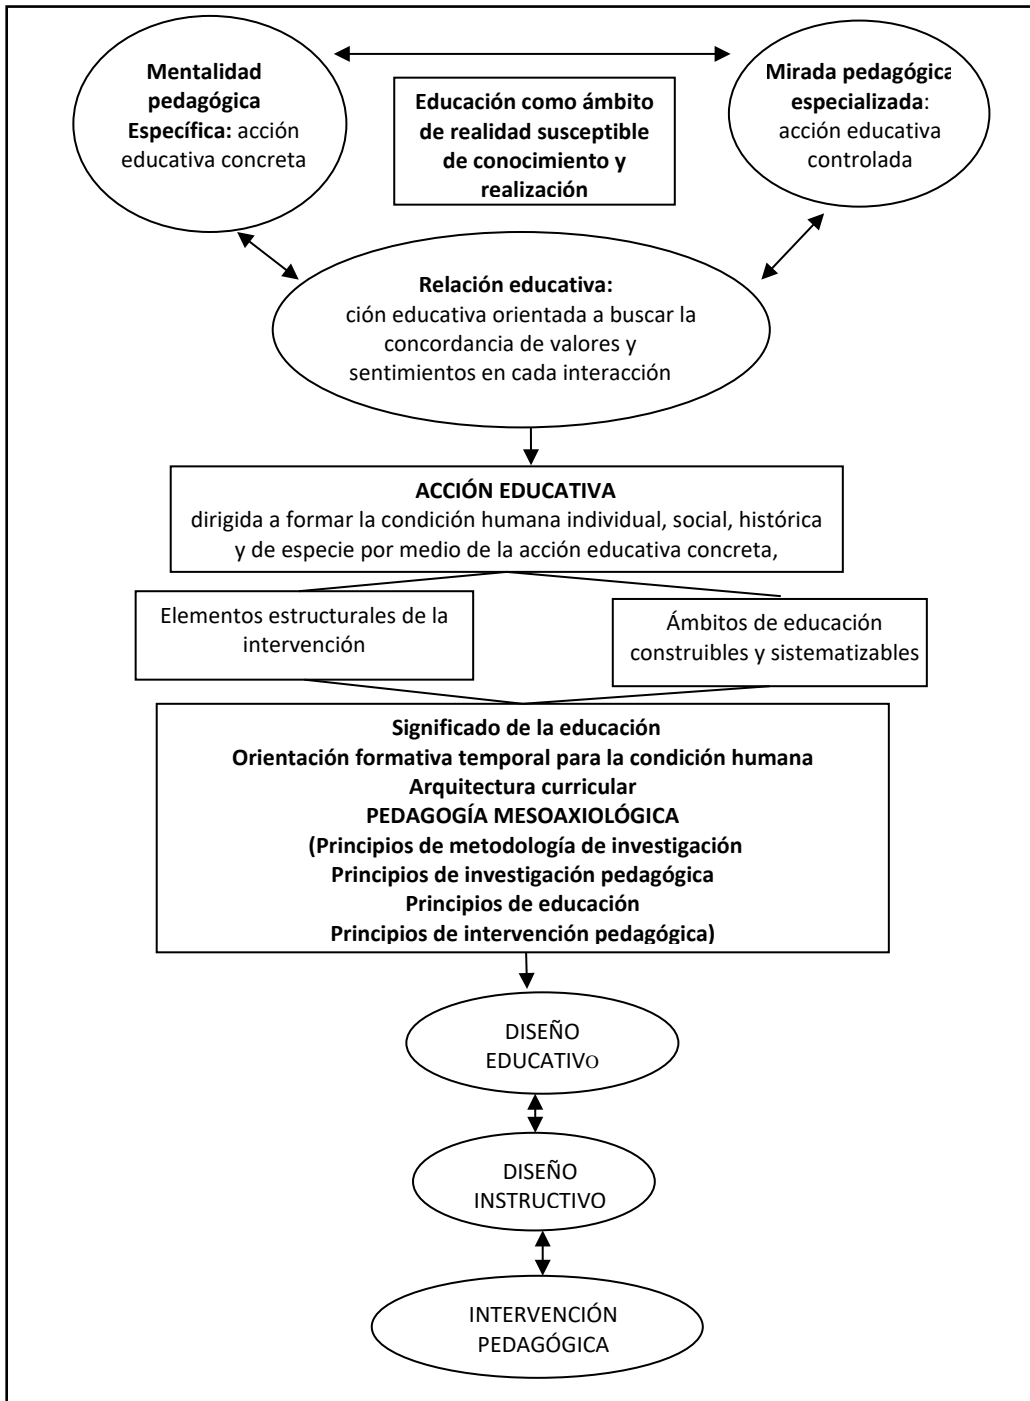 Mentalidad
pedagógica
Específica: acción
educativa concreta
Educación como ámbito
de realidad susceptible
de conocimiento y
realización
Mirada pedagógica
especializada:
acción educativa
controlada
Relación educativa:
ción educativa orientada a buscar la
concordancia de valores y
sentimientos en cada interacción
ACCIÓN EDUCATIVA
dirigida a formar la condición humana individual, social, histórica
y de especie por medio de la acción educativa concreta,
Elementos estructurales de la
intervención
Ámbitos de educación
construibles y sistematizables
Significado de la educación
Orientación formativa temporal para la condición humana
Arquitectura curricular
PEDAGOGÍA MESOAXIOLÓGICA
(Principios de metodología de investigación
Principios de investigación pedagógica
Principios de educación
Principios de intervención pedagógica)
DISEÑO
EDUCATIVO
DISEÑO
INSTRUCTIVO
INTERVENCIÓN
PEDAGÓGICA